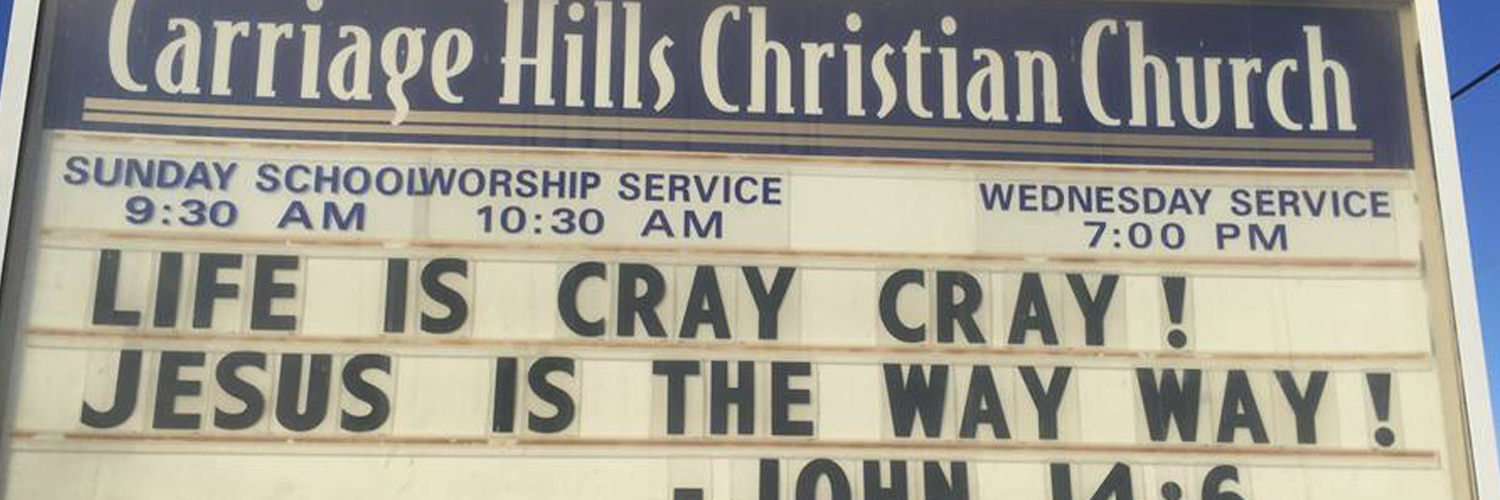 Carriage Hills Christian Church
SUNDAY SCHOOL WORSHIP SERVICE WEDNESDAY SERVICE
9:30 AM 10:30 AM 7:00 PM
LIFE IS CRAY CRAY!
JESUS IS THE WAY WAY!
- JOHN 14:6